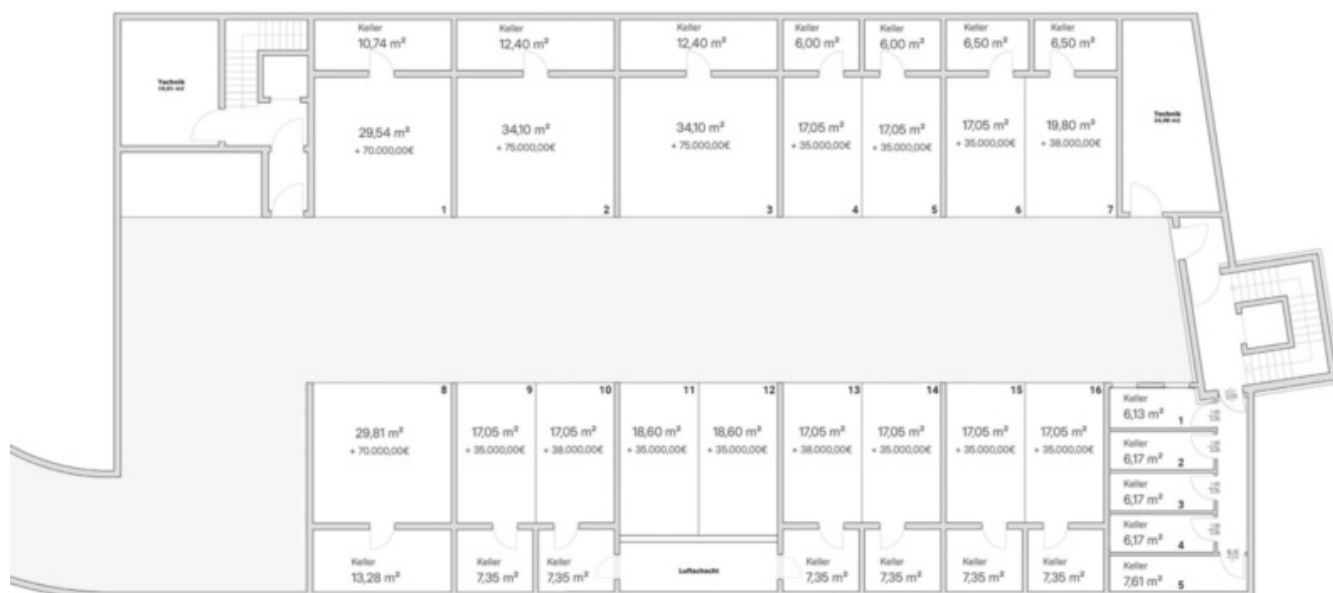 Keller
10,74 m²
Keller
12,40 m²
Keller
12,40 m²
Keller
6,00 m²
Keller
6,00 m²
Keller
6,50 m²
Keller
6,50 m²
Technik
Technik
29,54 m²
+ 70.000,00€
1
34,10 m²
+ 75.000,00€
2
34,10 m²
+ 75.000,00€
3
17,05 m²
+ 35.000,00€
4
17,05 m²
+ 35.000,00€
5
17,05 m²
+ 35.000,00€
6
19,80 m²
+ 38.000,00€
7
8
29,81 m²
+ 70.000,00€
9
17,05 m²
+ 35.000,00€
10
17,05 m²
+ 38.000,00€
11
18,60 m²
+ 35.000,00€
12
18,60 m²
+ 35.000,00€
13
17,05 m²
+ 38.000,00€
14
17,05 m²
+ 35.000,00€
15
17,05 m²
+ 35.000,00€
16
17,05 m²
+ 35.000,00€
Keller
6,13 m²
1
Keller
6,17 m²
2
Keller
6,17 m²
3
Keller
6,17 m²
4
Keller
7,61 m²
5
Keller
13,28 m²
Keller
7,35 m²
Keller
7,35 m²
Luftschacht
Keller
7,35 m²
Keller
7,35 m²
Keller
7,35 m²
Keller
7,35 m²